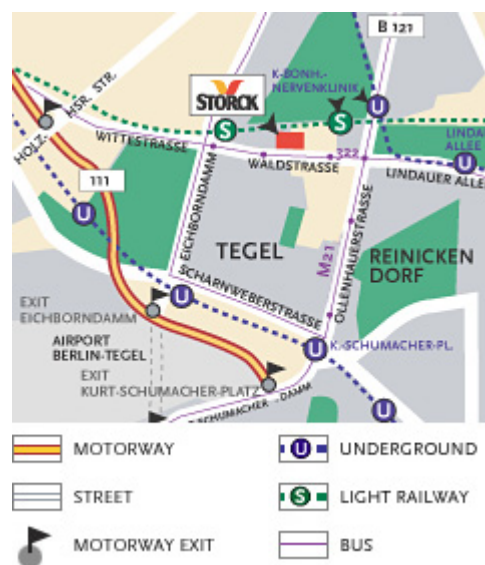 B 121
K-BONH.-
NERVENKLINIK
STORCK
S
S
U
HOLZ-
HSR. STR.
WITTESTRASSE
WALDSTRASSE
322
LINDAU
ALLEE
U
LINDAUER ALLE
111
U
EICHBORNDAMM
TEGEL
M21
OLLENHAUERSTRASSE
REINICKEN
DORF
SCHARNWEBERSTRASSE
EXIT
EICHBORNDAMM
U
AIRPORT
BERLIN-TEGEL
U
K.-SCHUMACHER-PL.
EXIT
KURT-SCHUMACHER-PLATZ
SCHUMACHER
DAMM
U
MOTORWAY
U
UNDERGROUND
STREET
S
LIGHT RAILWAY
MOTORWAY EXIT
BUS